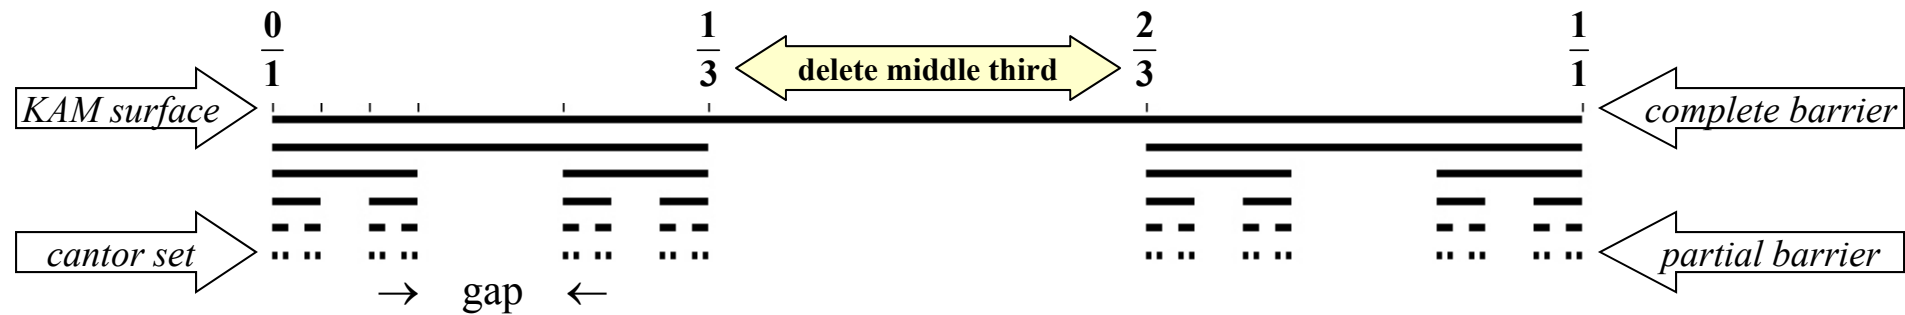 0/1
1/3
2/3
1/1
delete middle third
KAM surface
complete barrier
cantor set
partial barrier
→ gap ←